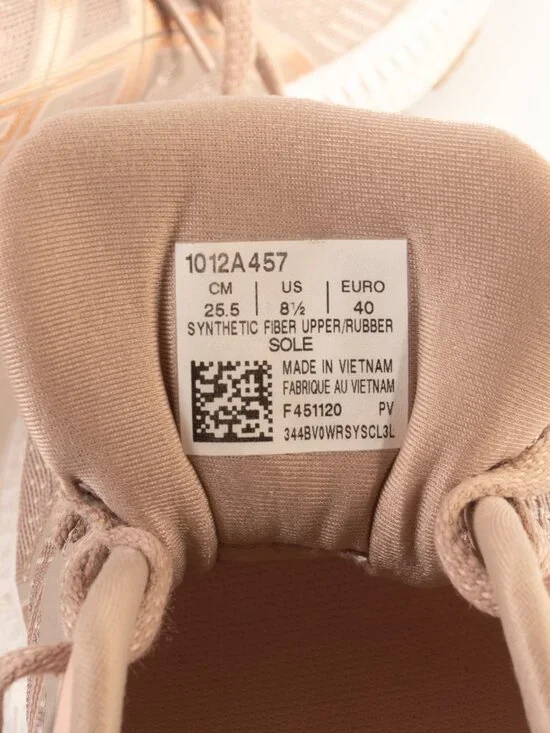 1012A457
CM | US | EURO
25.5 | 8½ | 40
SYNTHETIC FIBER UPPER/RUBBER
SOLE
MADE IN VIETNAM
FABRIQUE AU VIETNAM
F451120 PV
344BV0WRSYSCL3L